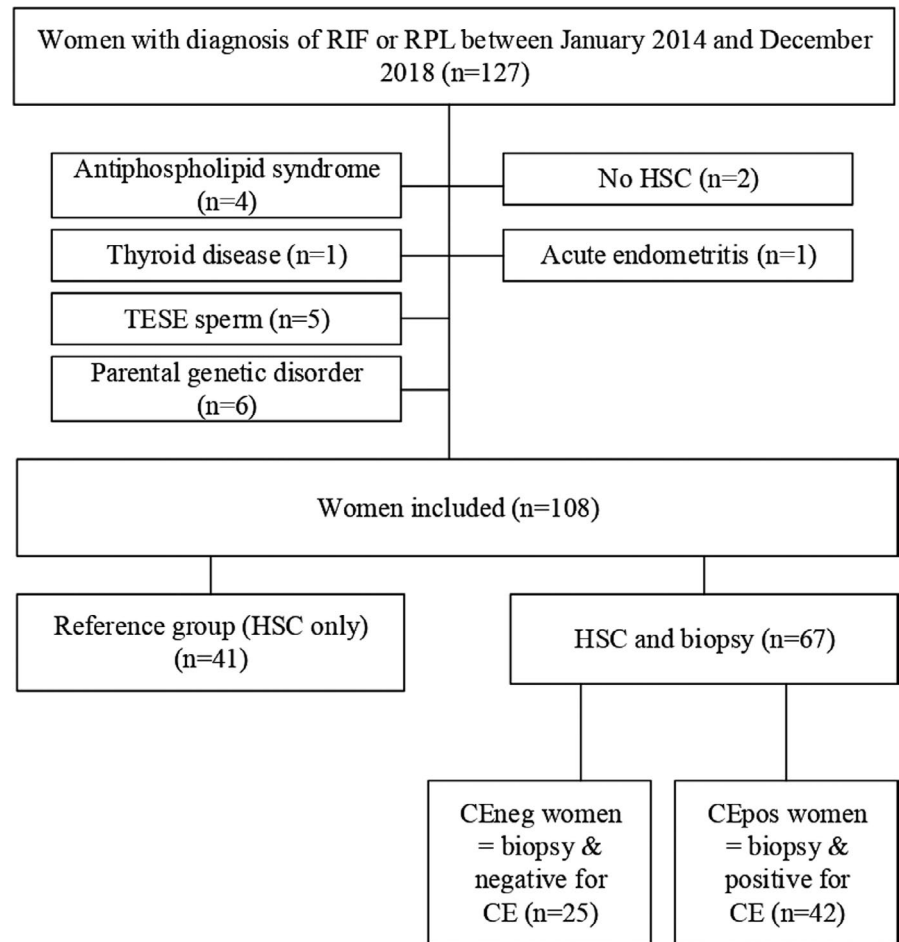 Women with diagnosis of RIF or RPL between January 2014 and December
2018 (n=127)
Antiphospholipid syndrome
(n=4)
No HSC (n=2)
Thyroid disease (n=1)
Acute endometritis (n=1)
TESE sperm (n=5)
Parental genetic disorder
(n=6)
Women included (n=108)
Reference group (HSC only)
(n=41)
HSC and biopsy (n=67)
CEneg women
= biopsy &
negative for
CE (n=25)
CEpos women
= biopsy &
positive for
CE (n=42)